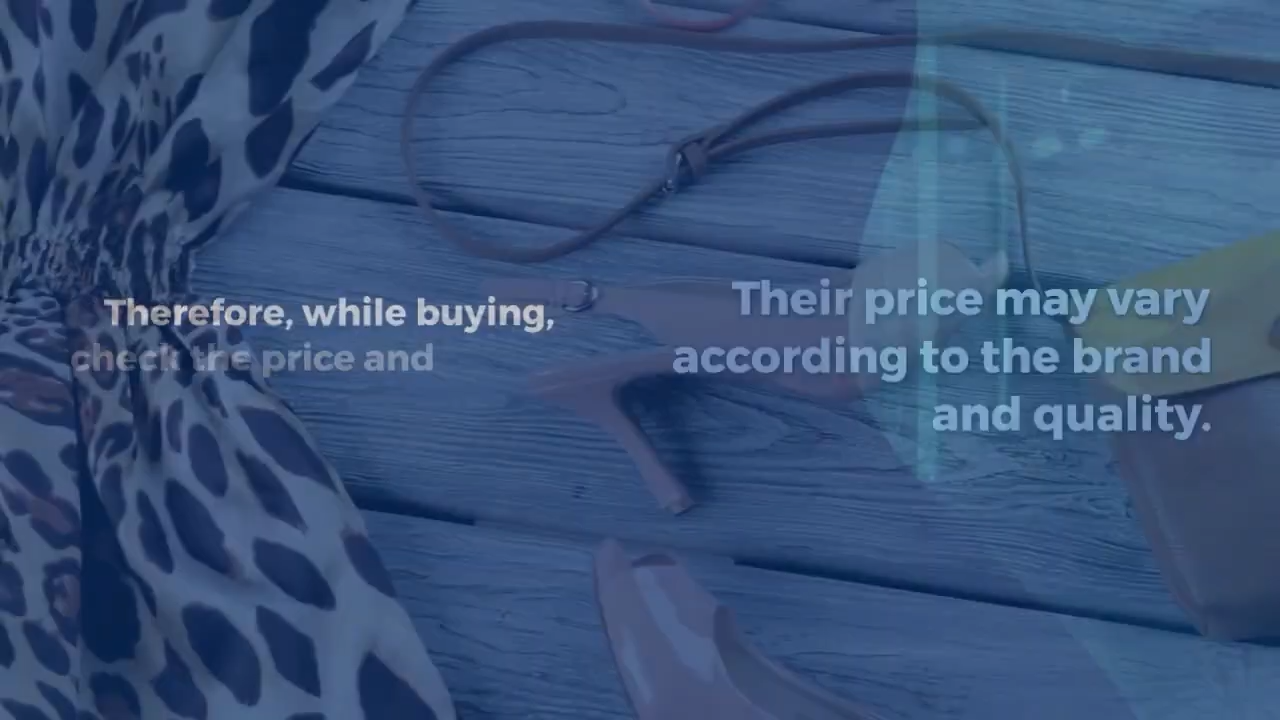 Therefore, while buying,
check the price and
Their price may vary
according to the brand
and quality.